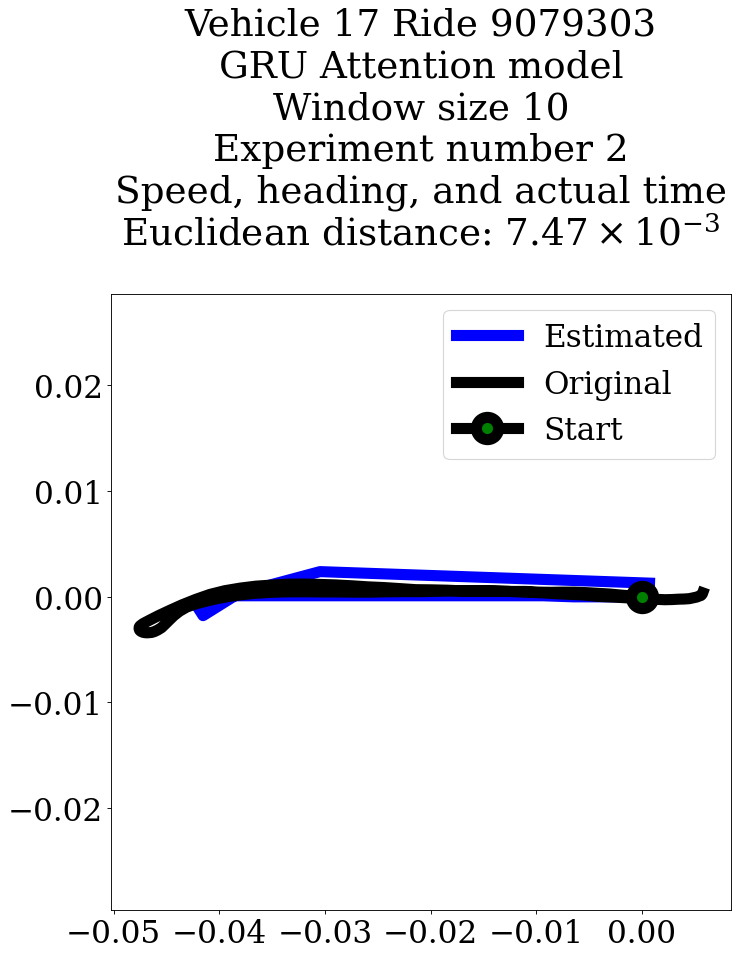 Vehicle 17 Ride 9079303
GRU Attention model
Window size 10
Experiment number 2
Speed, heading, and actual time
Euclidean distance: 7.47 × 10⁻³
Estimated
Original
Start
0.02
0.01
0.00
−0.01
−0.02
−0.05 −0.04 −0.03 −0.02 −0.01 0.00